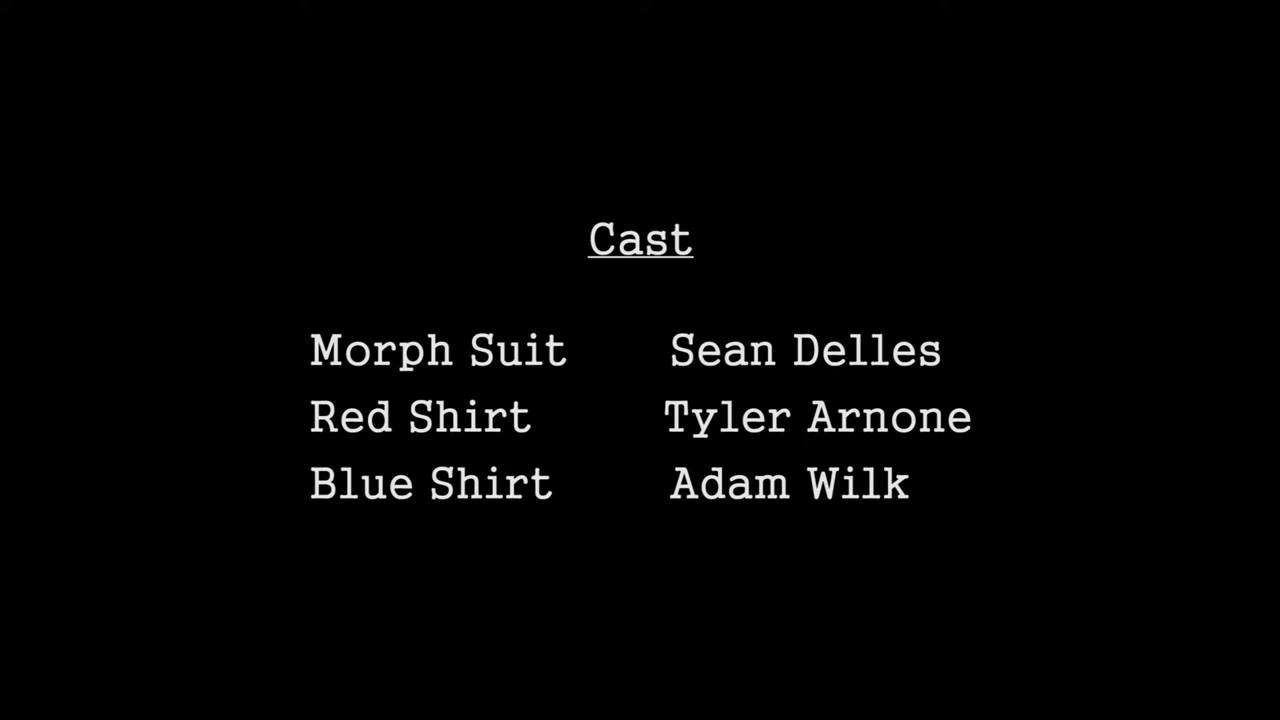 Cast
Morph Suit Sean Delles
Red Shirt Tyler Arnone
Blue Shirt Adam Wilk